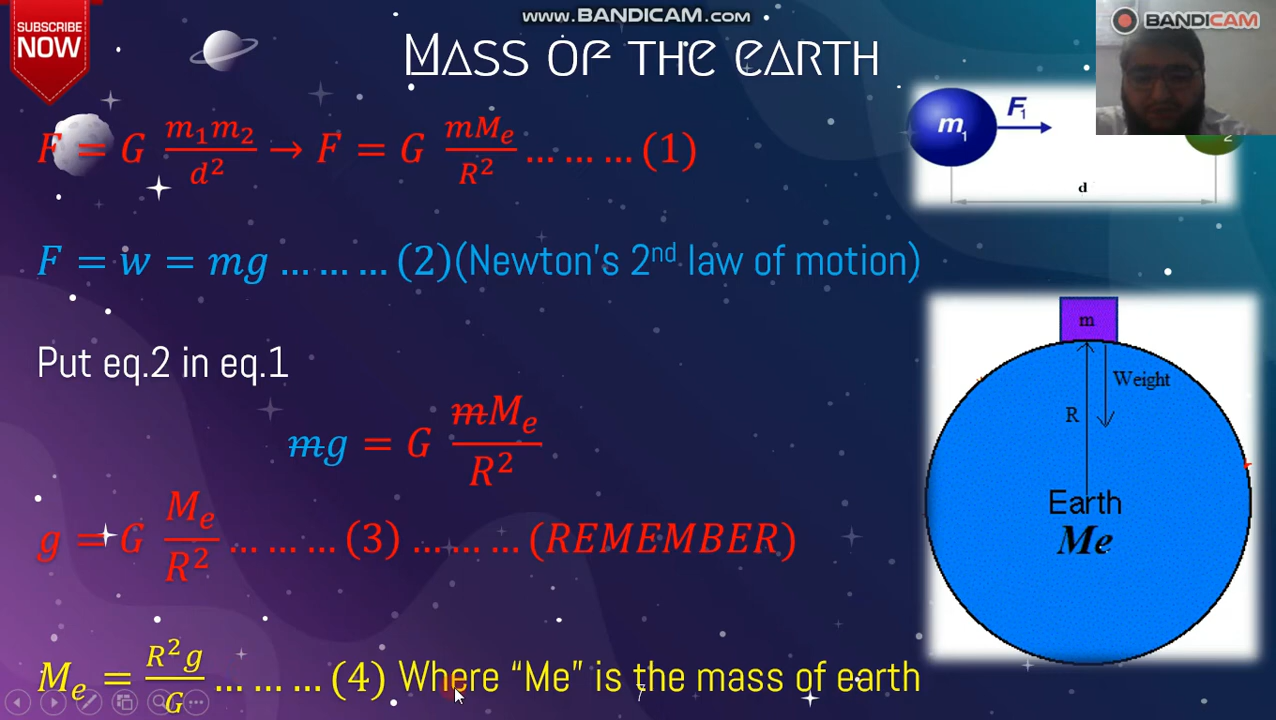 www.BANDICAM.com
SUBSCRIBE
NOW
BANDICAM
MASS OF THE EARTH
F = G m₁m₂/d² → F = G mMₑ/R² ... ... ... (1)
m₁ F₁ 2
d
F = w = mg ... ... ... (2)(Newton's 2nd law of motion)
Put eq.2 in eq.1
mg = G mMₑ/R²
g = G Mₑ/R² ... ... ... (3) ... ... ... (REMEMBER)
Mₑ = R²g/G ... ... ... (4) Where “Me” is the mass of earth
7
m
Weight
R
Earth
Me